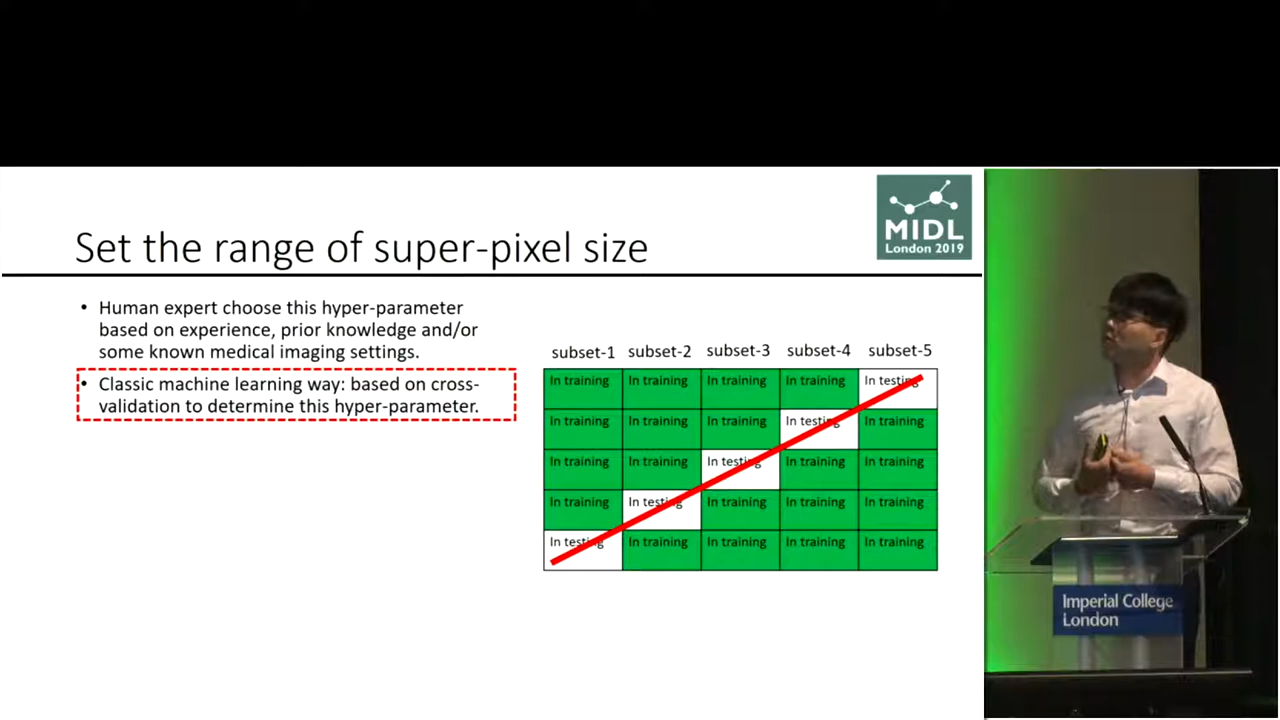 MIDL
London 2019
Set the range of super-pixel size
• Human expert choose this hyper-parameter
based on experience, prior knowledge and/or
some known medical imaging settings.
• Classic machine learning way: based on cross-
validation to determine this hyper-parameter.
subset-1 subset-2 subset-3 subset-4 subset-5
In training In training In training In training In testing
In training In training In training In testing In training
In training In training In testing In training In training
In training In testing In training In training In training
In testing In training In training In training In training
Imperial College
London